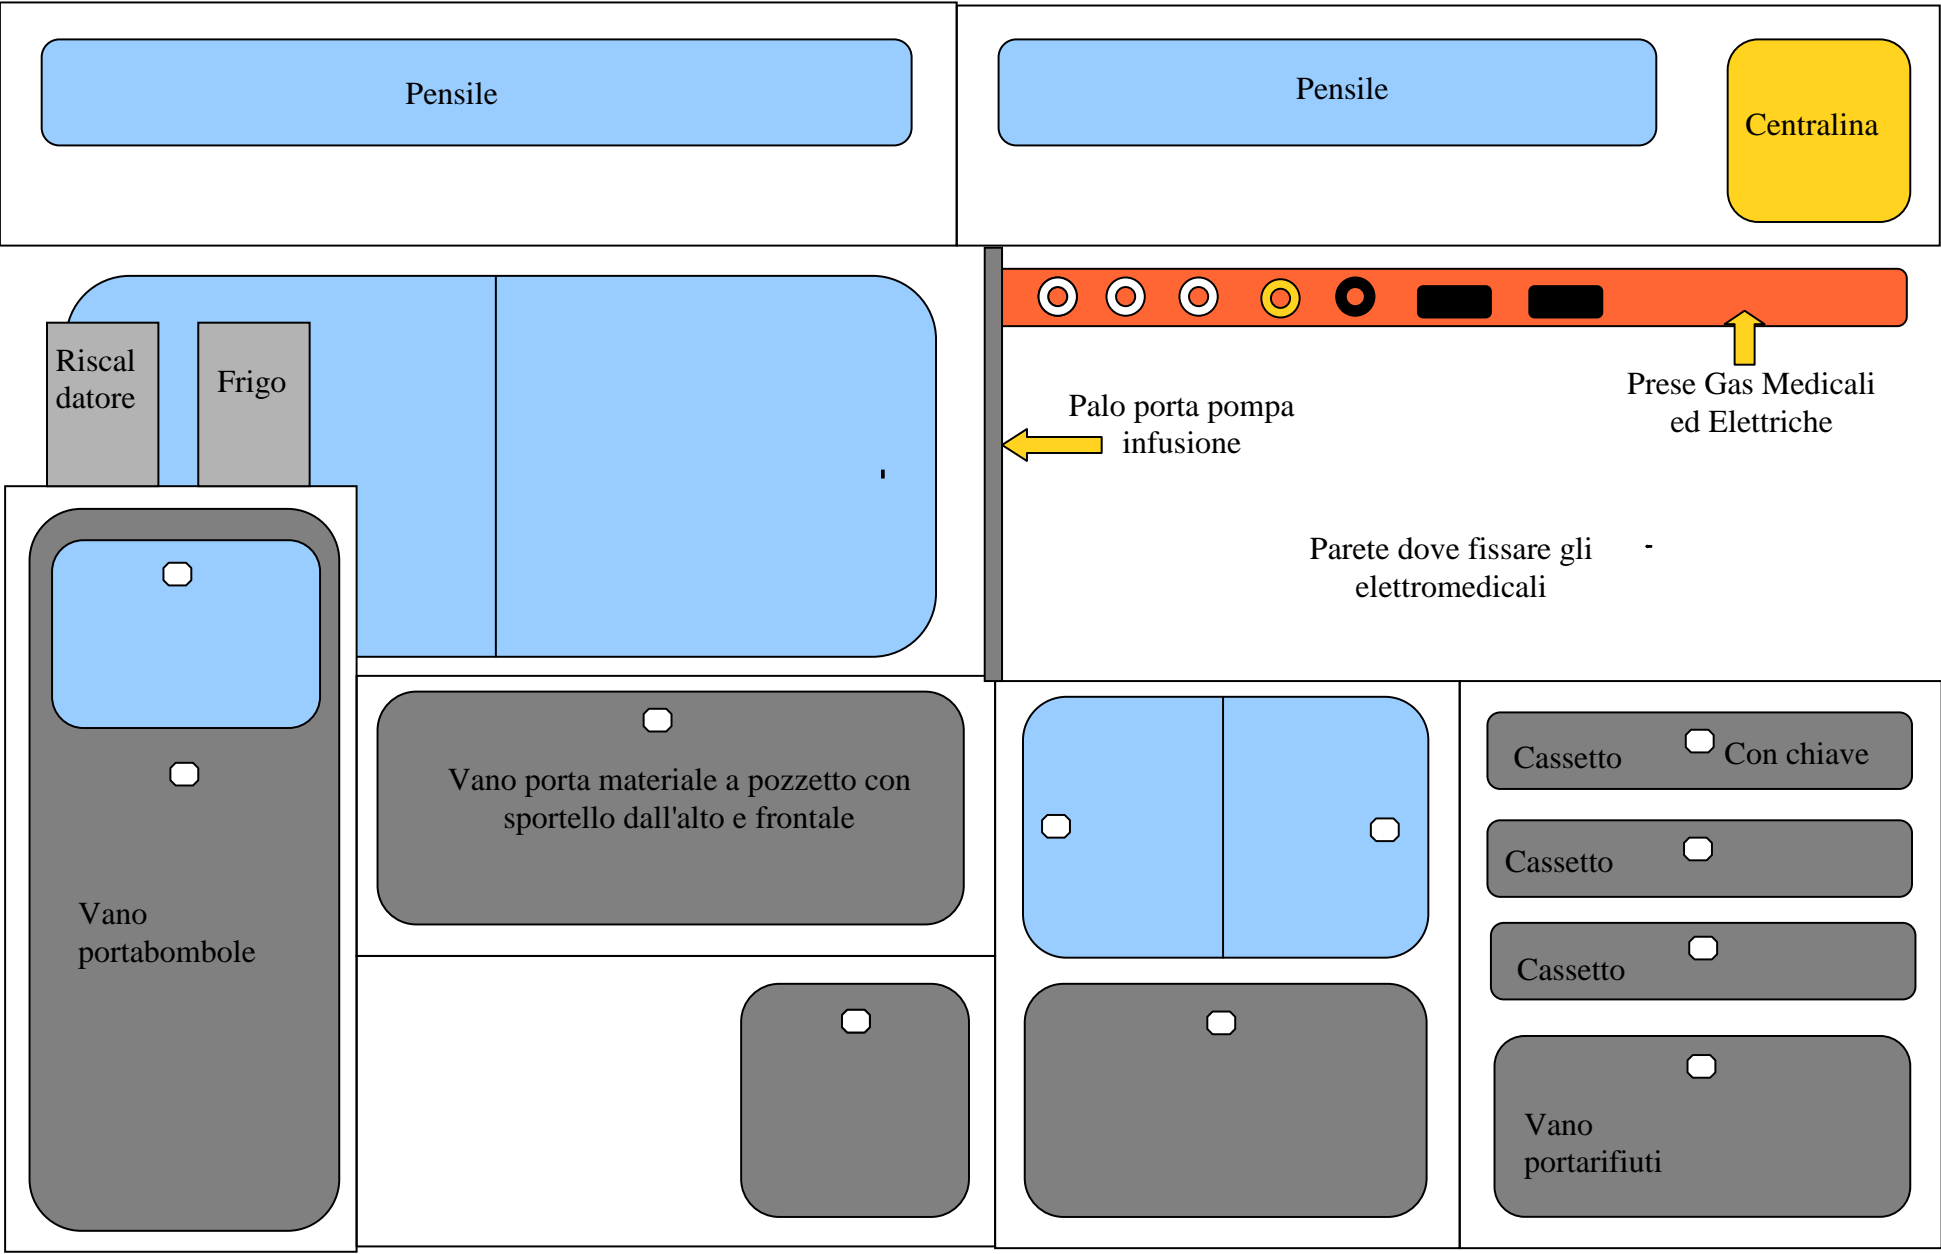 Pensile
Pensile
Centralina
Riscal
datore
Frigo
Palo porta pompa
infusione
Prese Gas Medicali
ed Elettriche
Parete dove fissare gli
elettromedicali
Vano porta materiale a pozzetto con
sportello dall'alto e frontale
Vano
portabombole
Cassetto Con chiave
Cassetto
Cassetto
Vano
portarifiuti